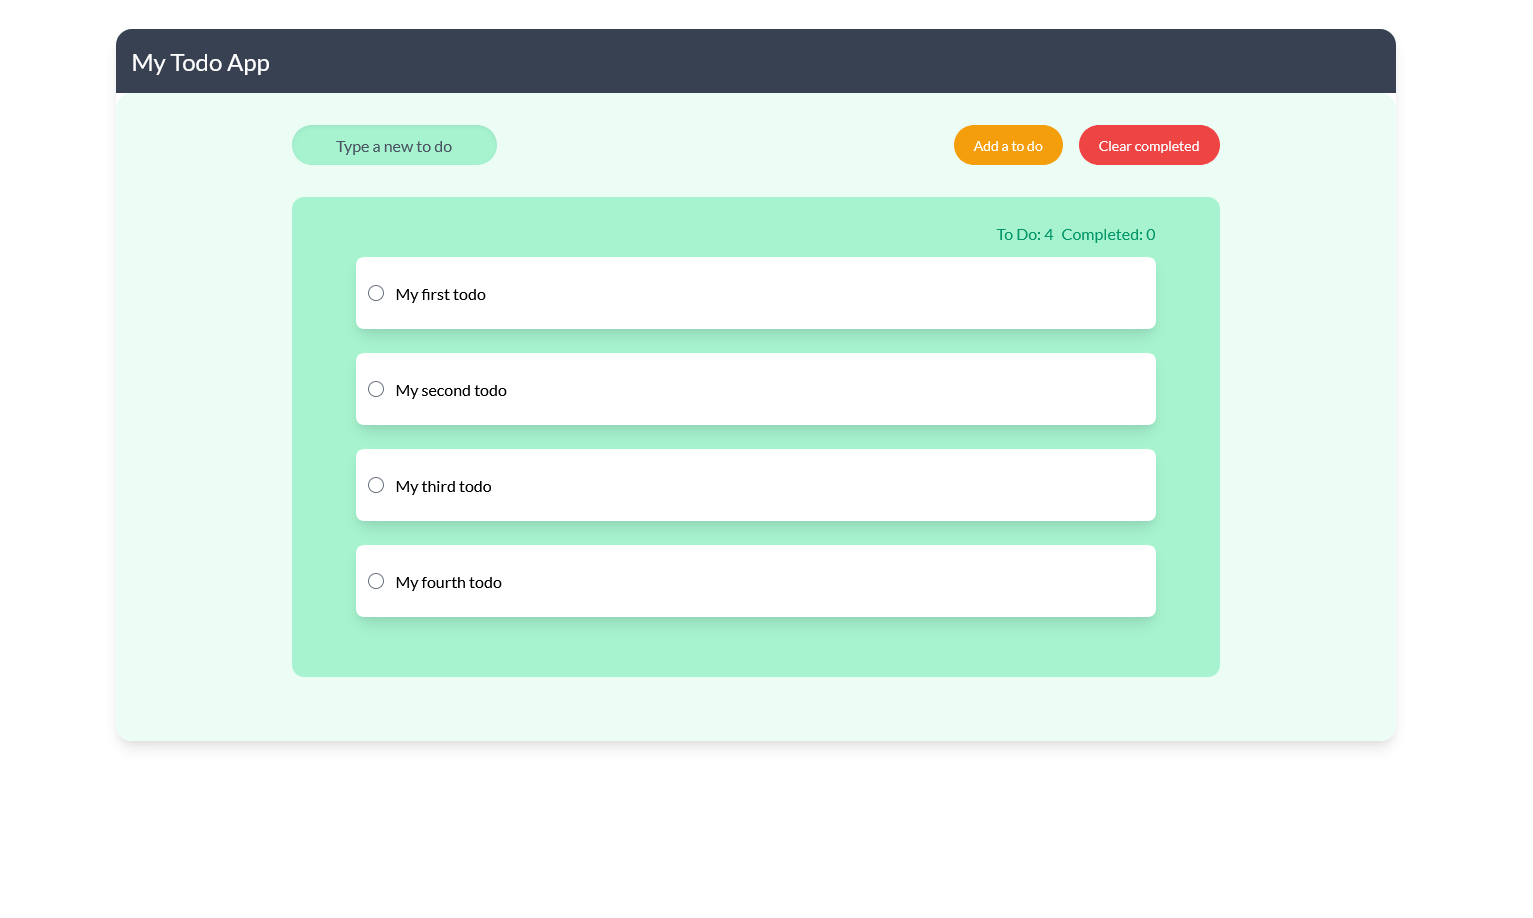 My Todo App
Type a new to do
Add a to do
Clear completed
To Do: 4 Completed: 0
My first todo
My second todo
My third todo
My fourth todo